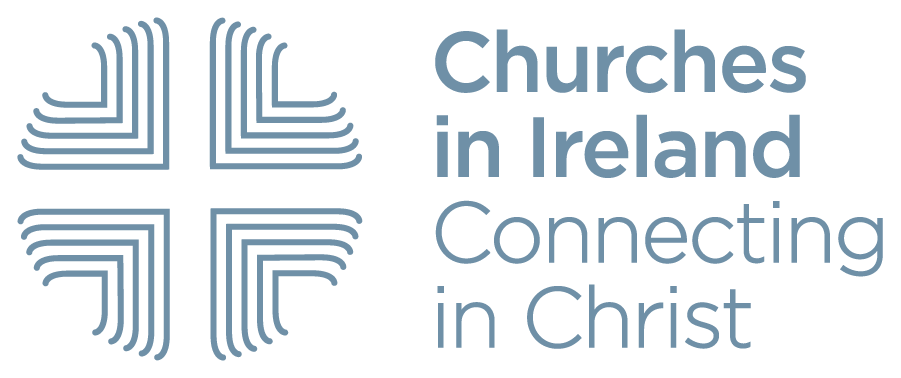 Churches
in Ireland
Connecting
in Christ